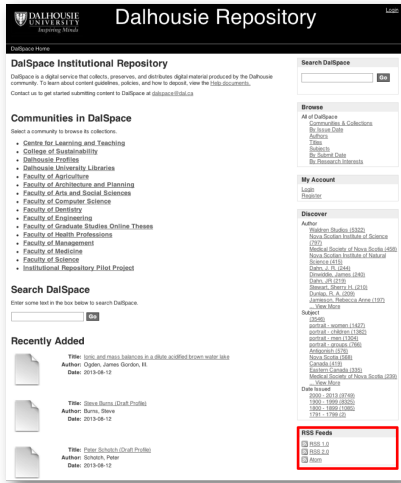 DALHOUSIE
UNIVERSITY
Inspiring Minds
Dalhousie Repository
Login
DalSpace Home
DalSpace Institutional Repository
DalSpace is a digital service that collects, preserves, and distributes digital material produced by the Dalhousie
community. To learn about content guidelines, policies, and how to deposit, view the Help documents.
Contact us to get started submitting content to DalSpace at dalspace@dal.ca
Communities in DalSpace
Select a community to browse its collections.
Centre for Learning and Teaching
College of Sustainability
Dalhousie Profiles
Dalhousie University Libraries
Faculty of Agriculture
Faculty of Architecture and Planning
Faculty of Arts and Social Sciences
Faculty of Computer Science
Faculty of Dentistry
Faculty of Engineering
Faculty of Graduate Studies Online Theses
Faculty of Health Professions
Faculty of Management
Faculty of Medicine
Faculty of Science
Institutional Repository Pilot Project
Search DalSpace
Enter some text in the box below to search DalSpace.
Go
Recently Added
Title: Ionic and mass balances in a dilute acidified brown water lake
Author: Ogden, James Gordon, III.
Date: 2013-08-12
Title: Steve Burns (Draft Profile)
Author: Burns, Steve
Date: 2013-08-12
Title: Peter Schotch (Draft Profile)
Author: Schotch, Peter
Date: 2013-08-12
Search DalSpace
Go
Browse
All of DalSpace
Communities & Collections
By Issue Date
Authors
Titles
Subjects
By Submit Date
By Research Interests
My Account
Login
Register
Discover
Author
Waldren Studios (5322)
Nova Scotian Institute of Science
(797)
Medical Society of Nova Scotia (488)
Nova Scotian Institute of Natural
Science (415)
Dahn, J. R. (244)
Dinwiddie, James (240)
Dahn, JR (219)
Stewart, Sherry H. (210)
Dunlap, R. A. (209)
Jamieson, Rebecca Anne (197)
... View More
Subject
(3546)
portrait - women (1427)
portrait - children (1382)
portrait - men (1304)
portrait - groups (766)
Antigonish (576)
Nova Scotia (568)
Canada (419)
Eastern Canada (335)
Medical Society of Nova Scotia (239)
... View More
Date Issued
2000 - 2013 (9749)
1900 - 1999 (8325)
1800 - 1899 (1085)
1791 - 1799 (2)
RSS Feeds
RSS 1.0
RSS 2.0
Atom